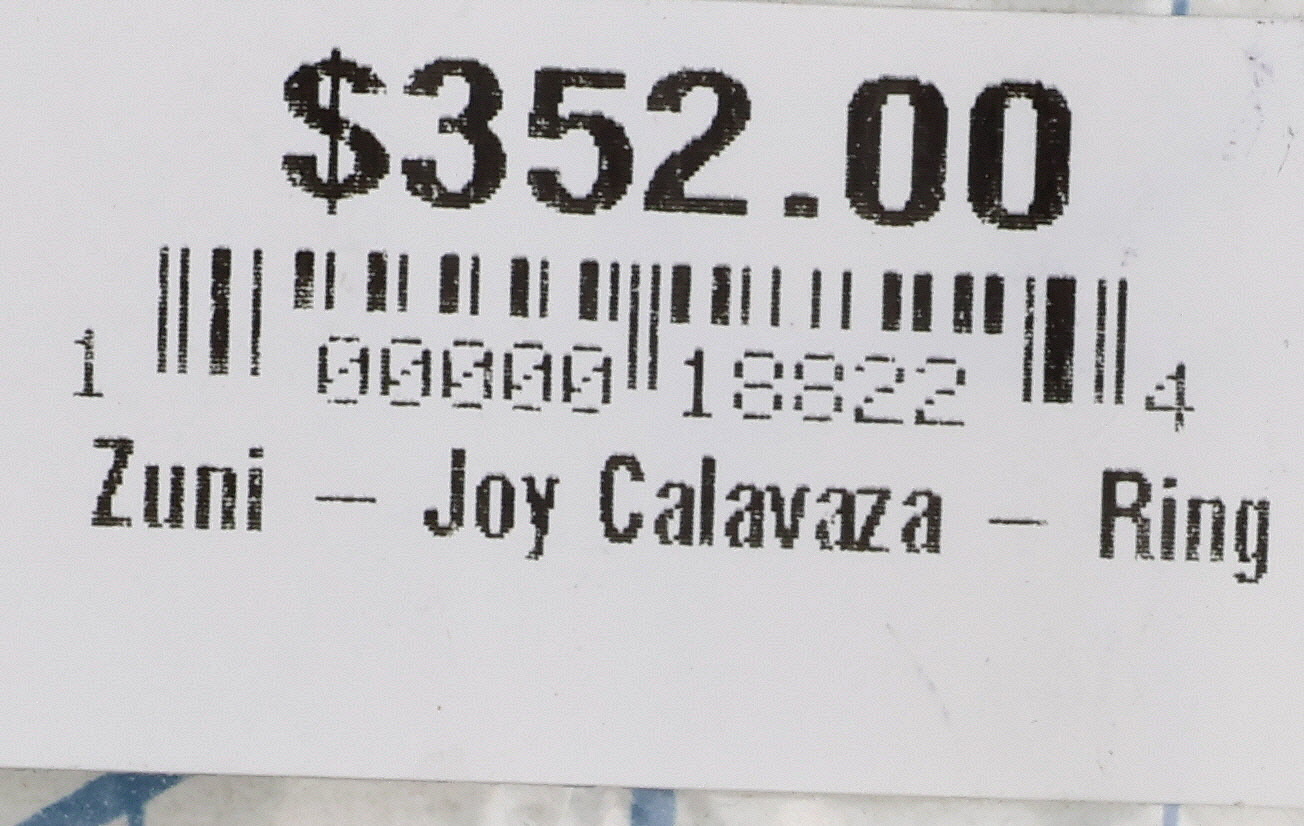 $352.00
1 00000 18822 4
Zuni - Joy Calavaza - Ring